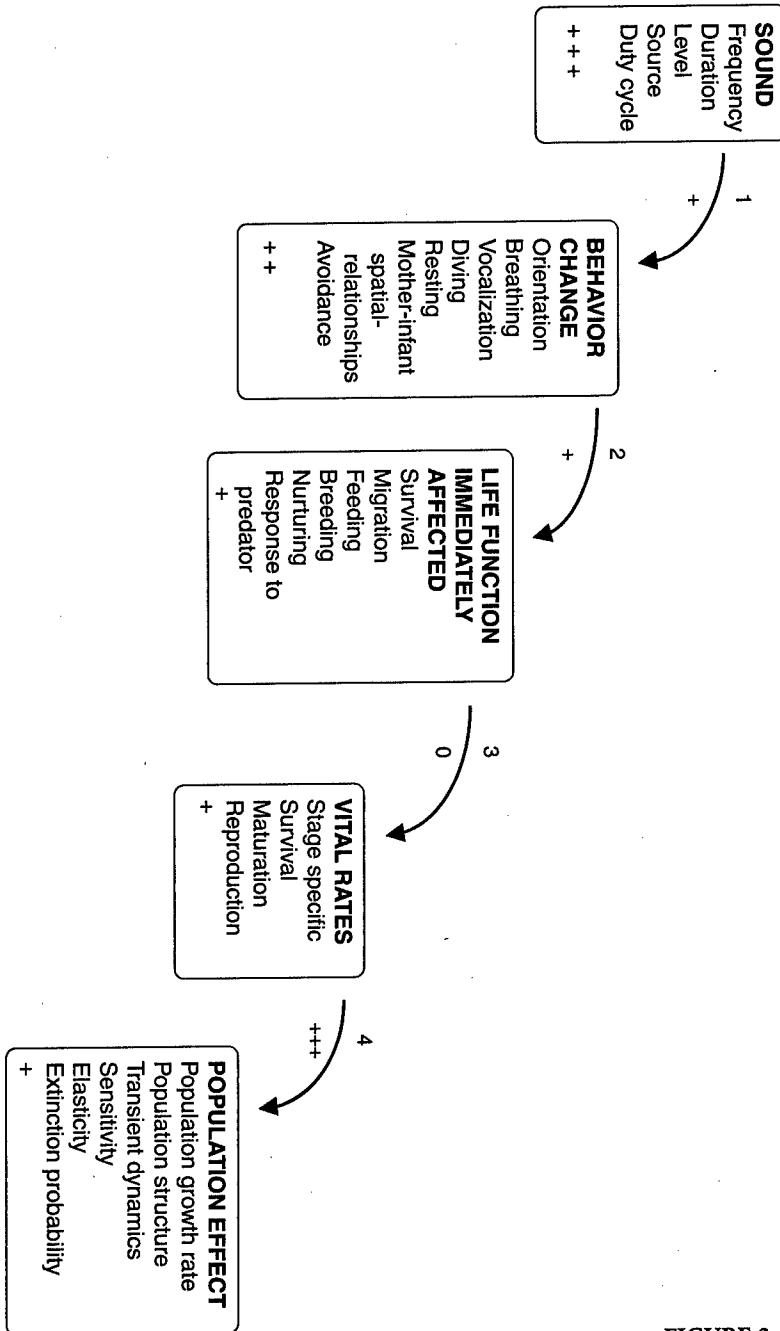 SOUND
Frequency
Duration
Level
Source
Duty cycle
+ + +
1
+
BEHAVIOR
CHANGE
Orientation
Breathing
Vocalization
Diving
Resting
Mother-infant
spatial-
relationships
Avoidance
+ +
2
+
LIFE FUNCTION
IMMEDIATELY
AFFECTED
Survival
Migration
Feeding
Breeding
Nurturing
Response to
predator
+
3
0
VITAL RATES
Stage specific
Survival
Maturation
Reproduction
+
4
+++
POPULATION EFFECT
Population growth rate
Population structure
Transient dynamics
Sensitivity
Elasticity
Extinction probability
+